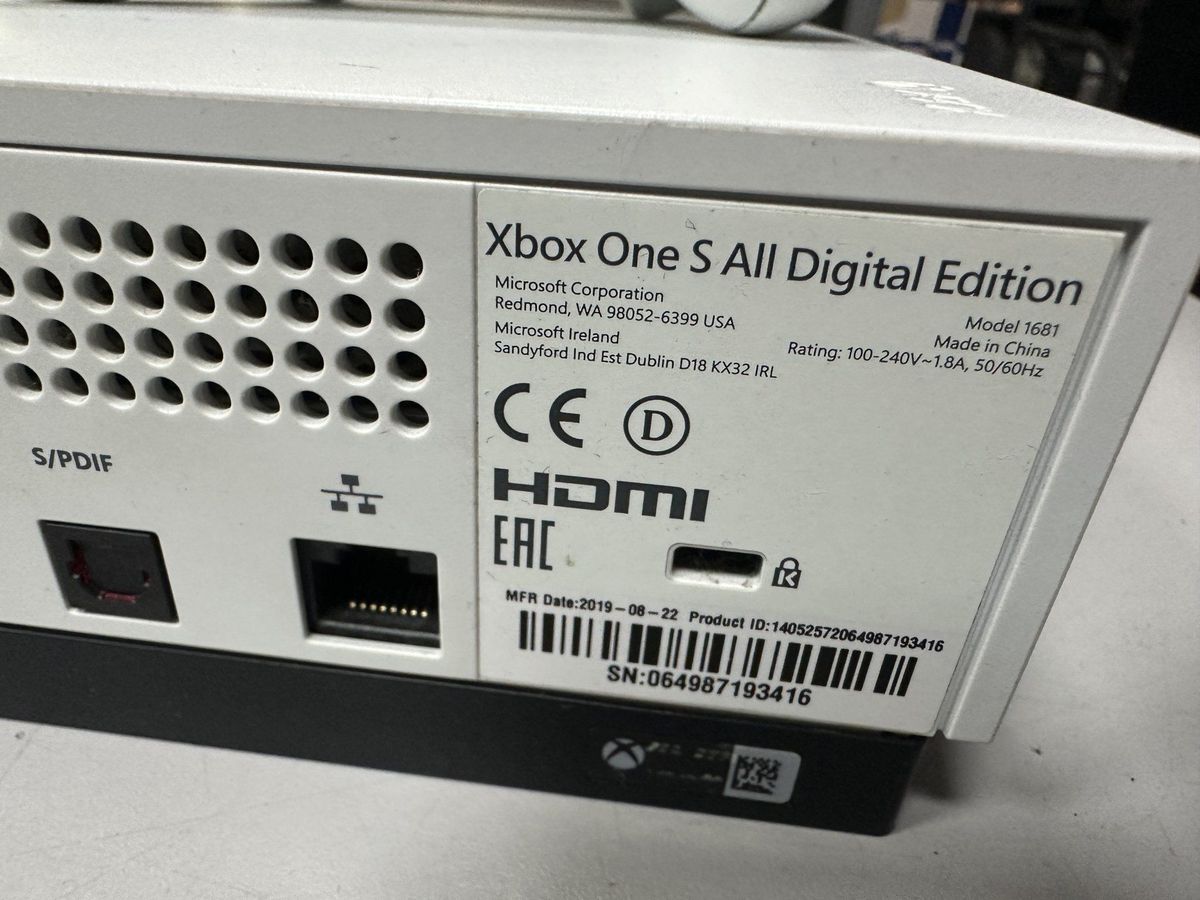 XBOX
Xbox One S All Digital Edition
Microsoft Corporation
Redmond, WA 98052-6399 USA
Microsoft Ireland
Sandyford Ind Est Dublin D18 KX32 IRL
Model 1681
Made in China
Rating: 100-240V~1.8A, 50/60Hz
CE D
HDMI
EAC
S/PDIF
MFR Date:2019-08-22 Product ID:14052572064987193416
SN:064987193416